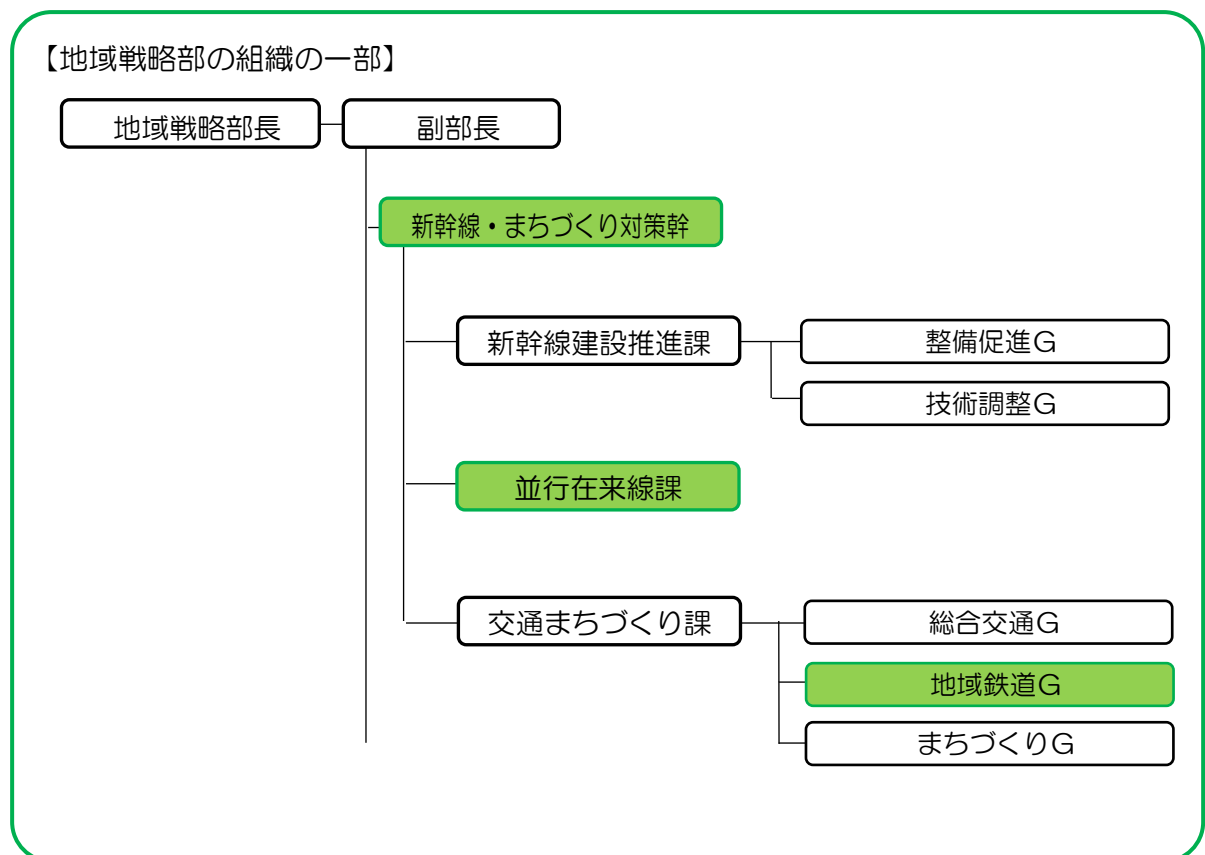 【地域戦略部の組織の一部】
地域戦略部長
副部長
新幹線・まちづくり対策幹
新幹線建設推進課
整備促進G
技術調整G
並行在来線課
交通まちづくり課
総合交通G
地域鉄道G
まちづくりG